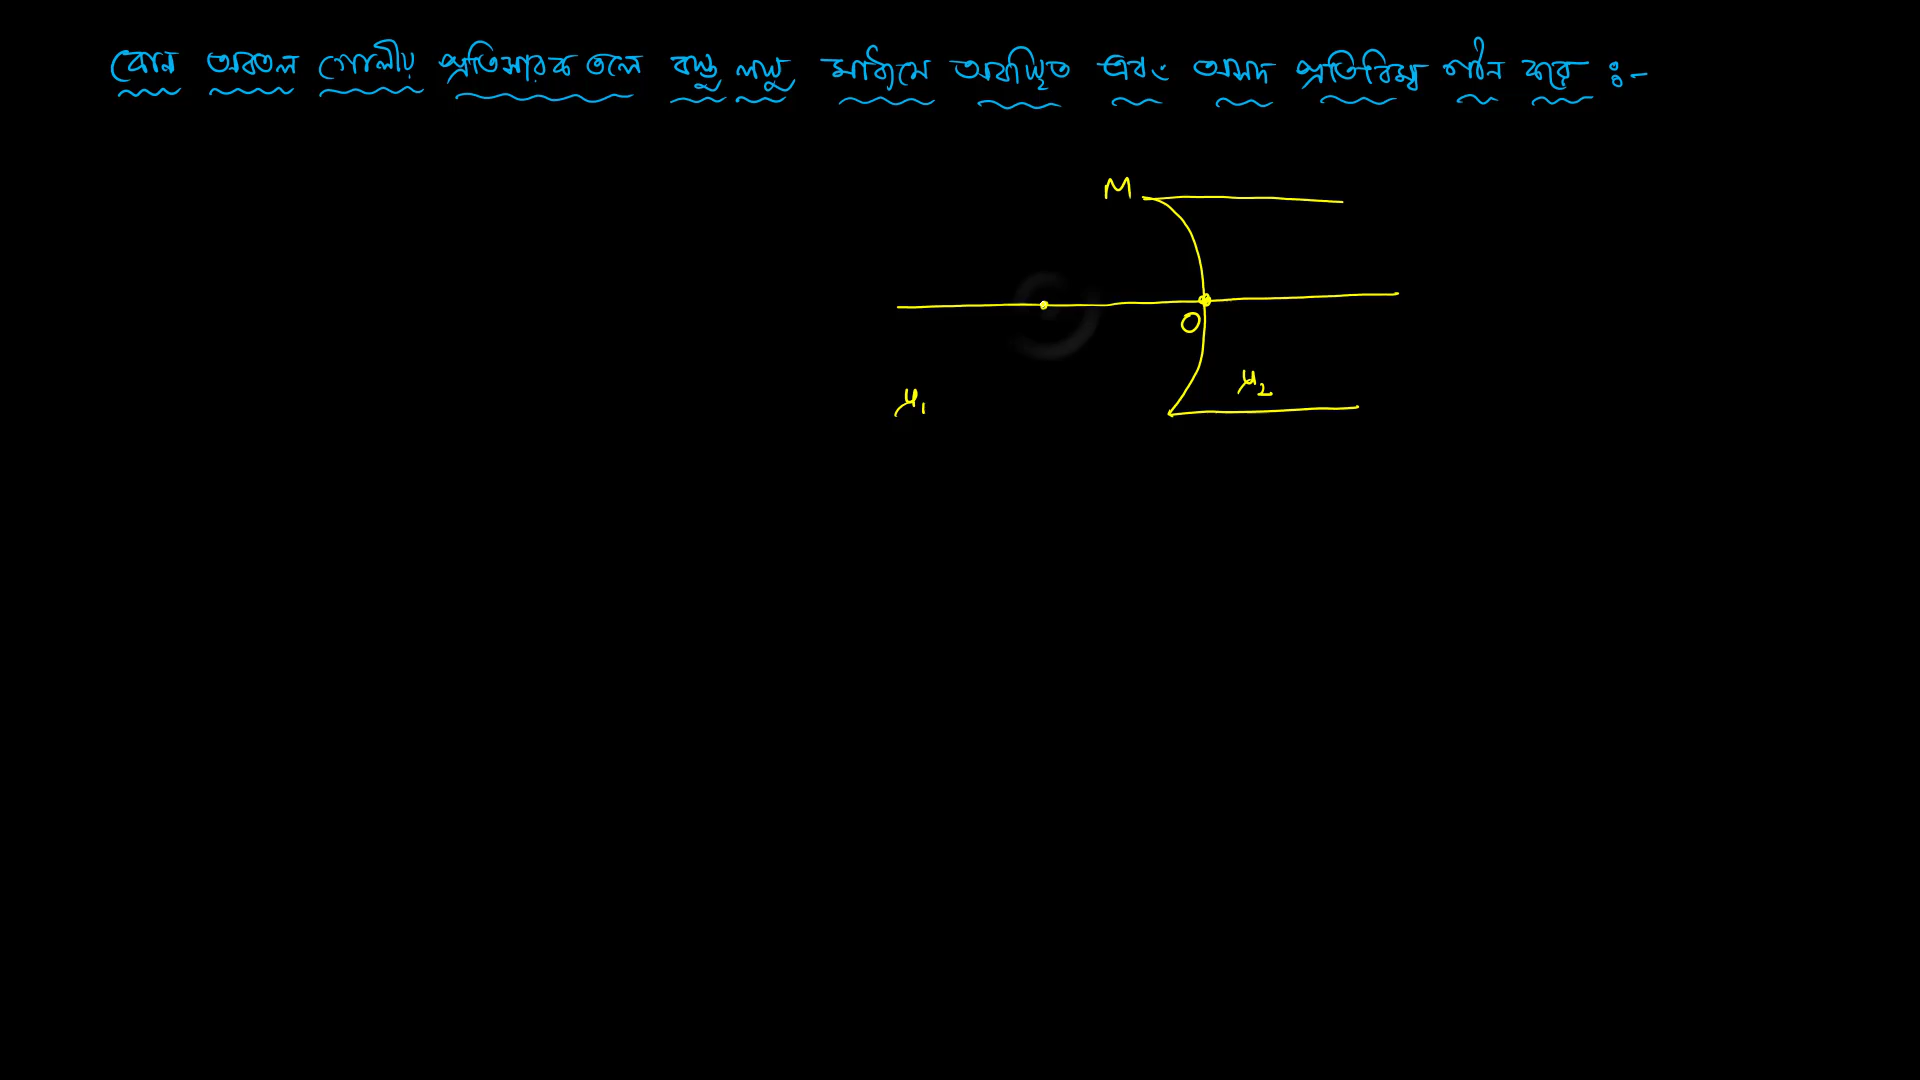 কোন অবতল গোলীয় প্রতিসারক তলে বস্তু লঘু মাধ্যমে অবস্থিত এবং অসদ প্রতিবিম্ব গঠন করে ঃ-
M
O
μ₂
μ₁